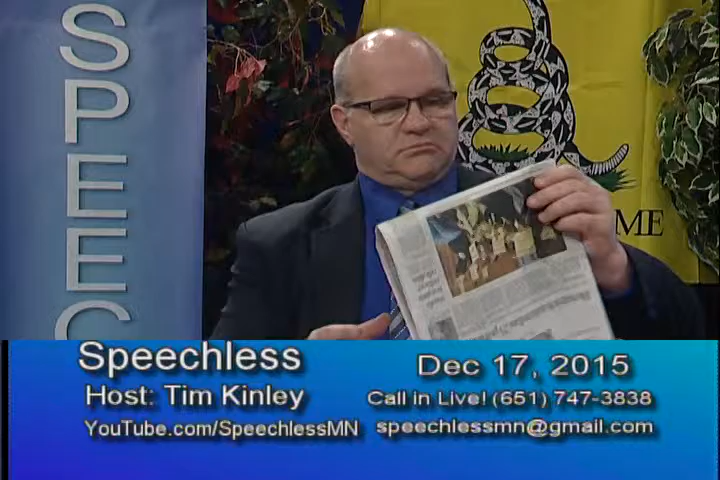 SPEEC
ME
Speechless
Host: Tim Kinley
YouTube.com/SpeechlessMN
Dec 17, 2015
Call in Live! (651) 747-3838
speechlessmn@gmail.com